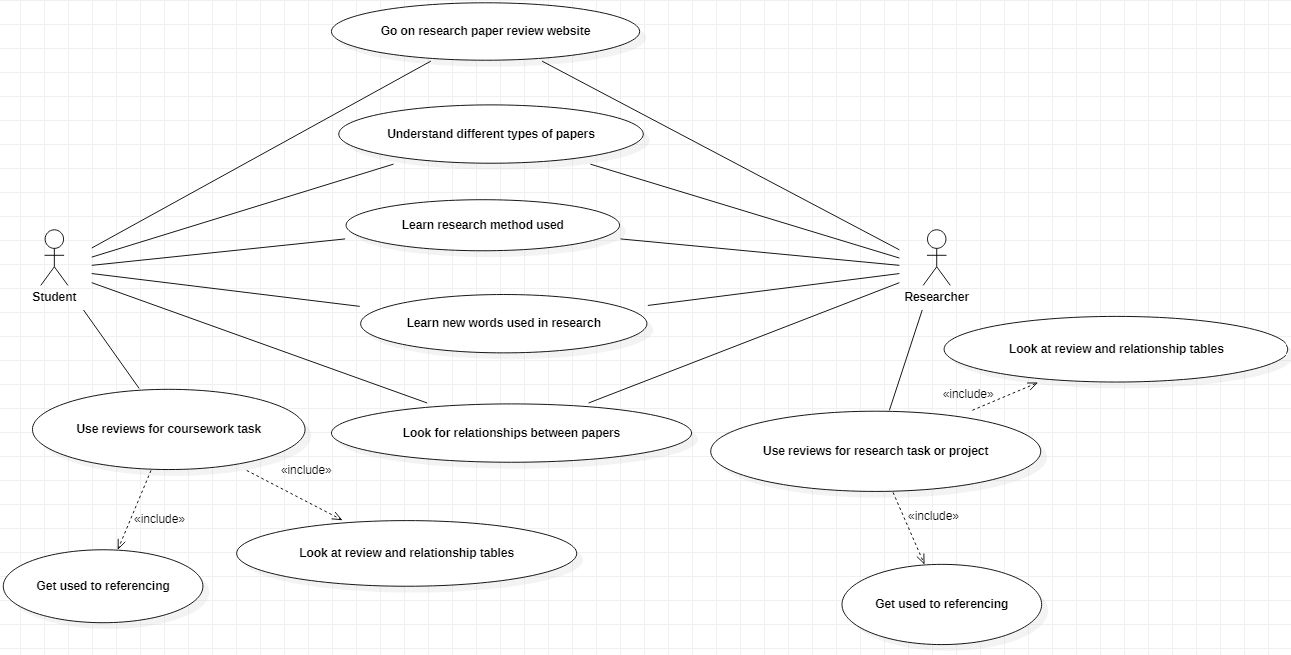 Go on research paper review website
Understand different types of papers
Learn research method used
Student
Researcher
Learn new words used in research
Look at review and relationship tables
«include»
Use reviews for coursework task
Look for relationships between papers
Use reviews for research task or project
«include»
«include»
«include»
Look at review and relationship tables
Get used to referencing
Get used to referencing